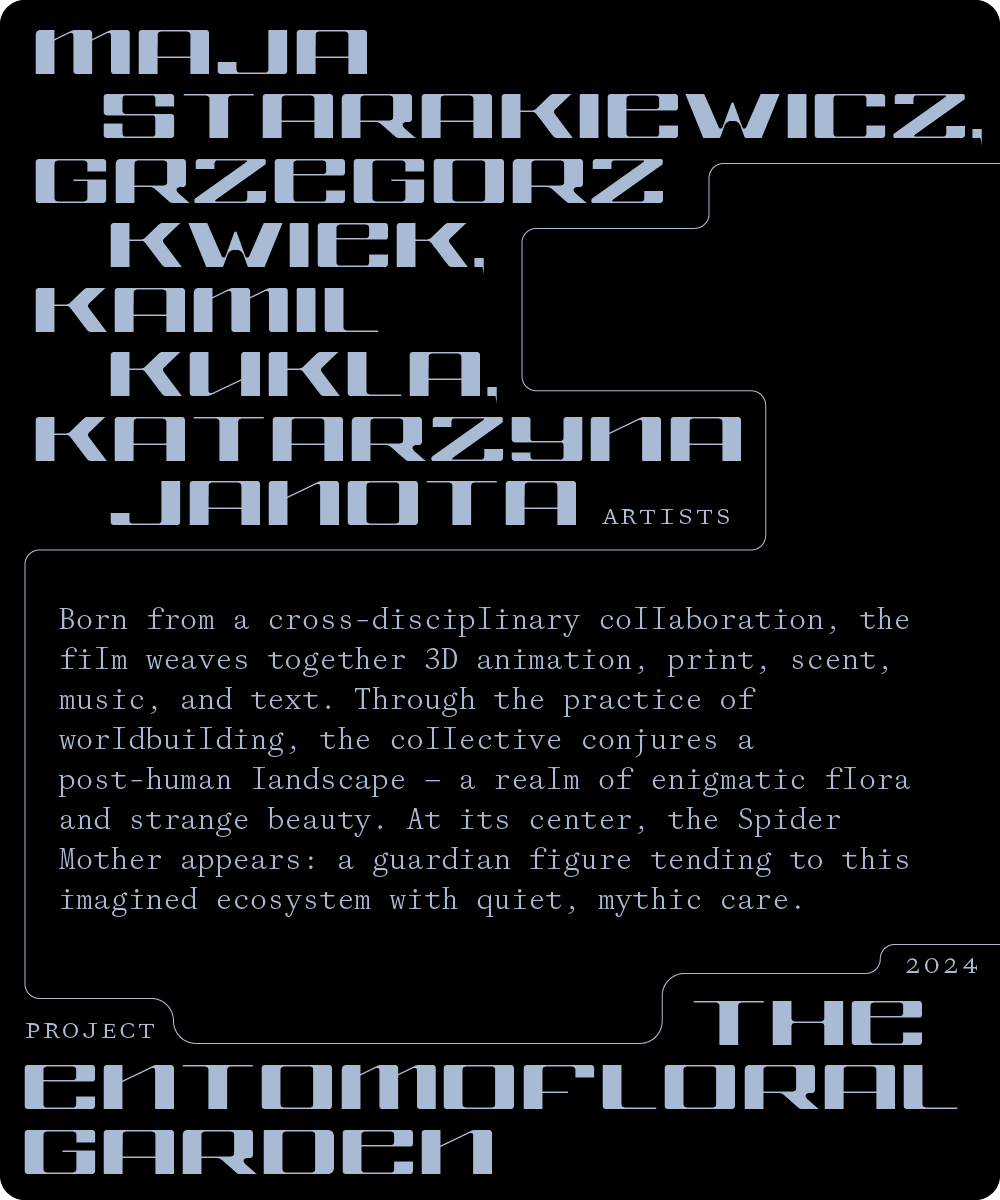 MAJA
STARAKIEWICZ,
GRZEGORZ
KWIEK,
KAMIL
KUKLA,
KATARZYNA
JANOTA ARTISTS
Born from a cross-disciplinary collaboration, the
film weaves together 3D animation, print, scent,
music, and text. Through the practice of
worldbuilding, the collective conjures a
post-human landscape – a realm of enigmatic flora
and strange beauty. At its center, the Spider
Mother appears: a guardian figure tending to this
imagined ecosystem with quiet, mythic care.
2024
PROJECT THE
ENTOMOFLORAL
GARDEN